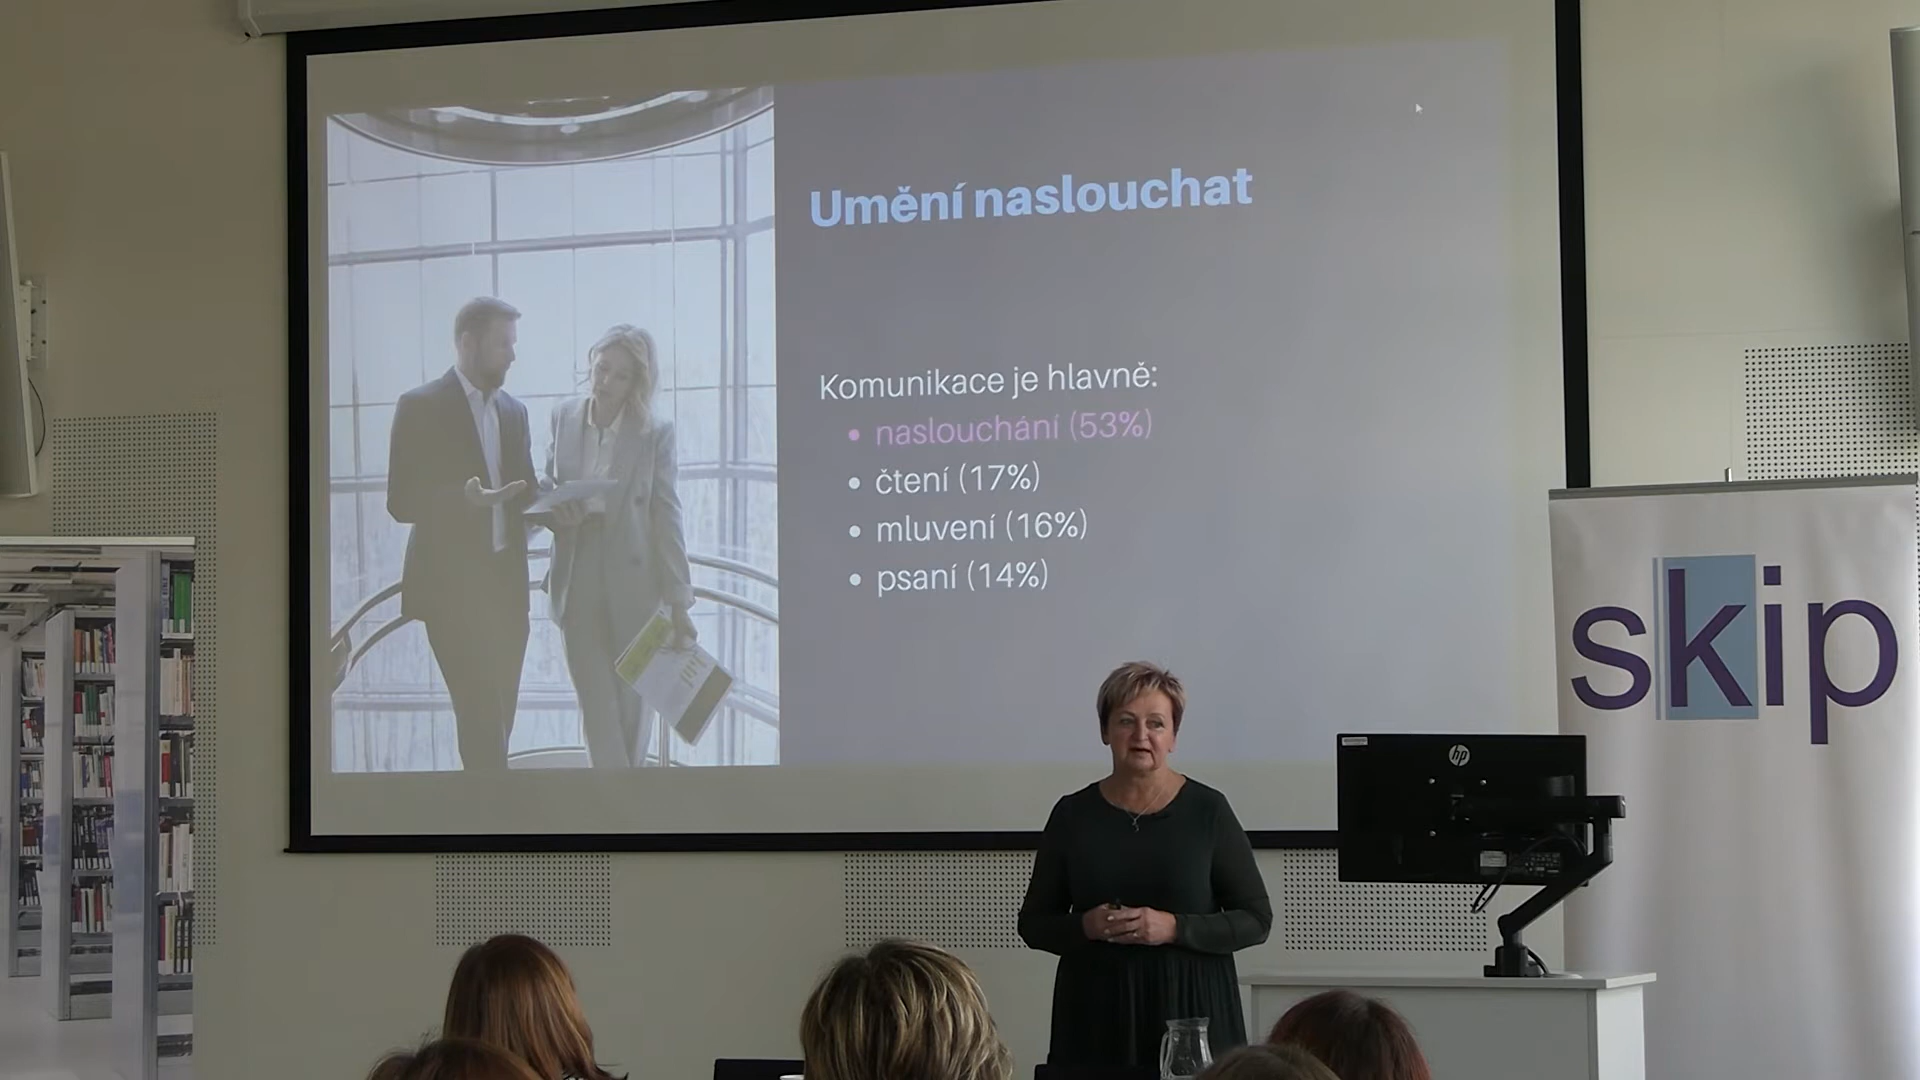 Umění naslouchat
Komunikace je hlavně:
naslouchání (53%)
čtení (17%)
mluvení (16%)
psaní (14%)
skip
hp